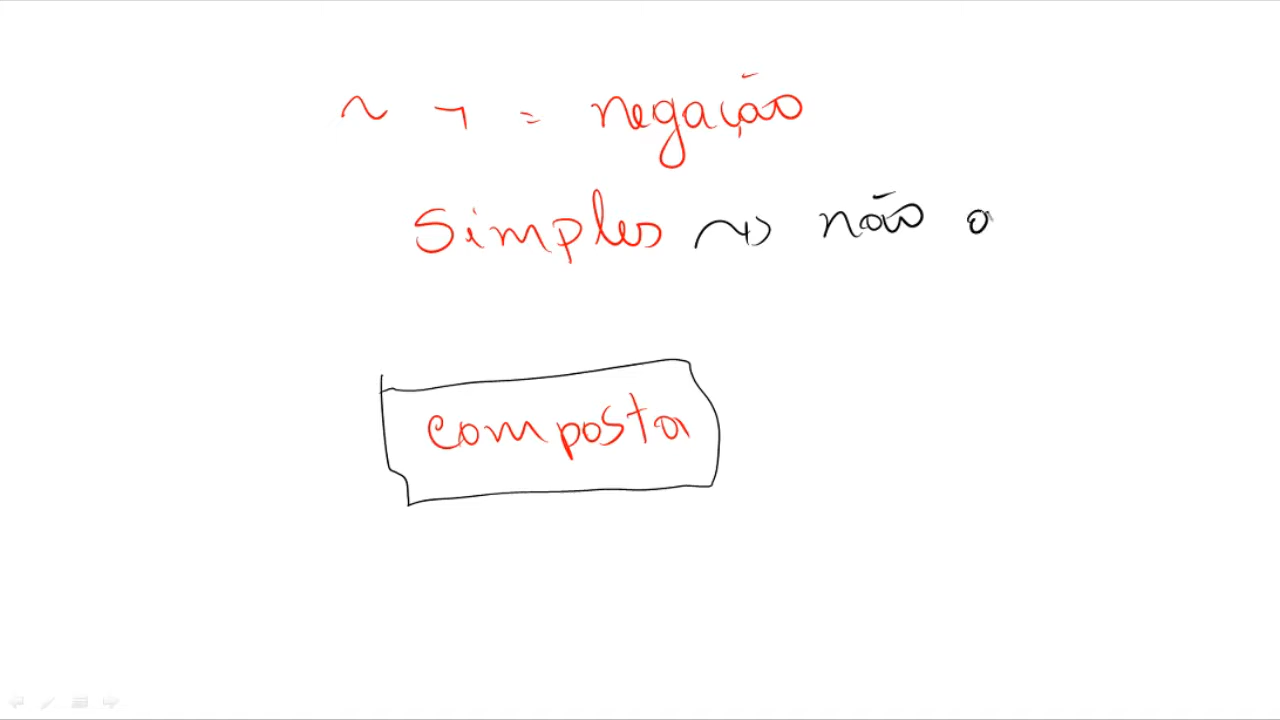 ~ ¬ = negação
simples ~> não a
composta